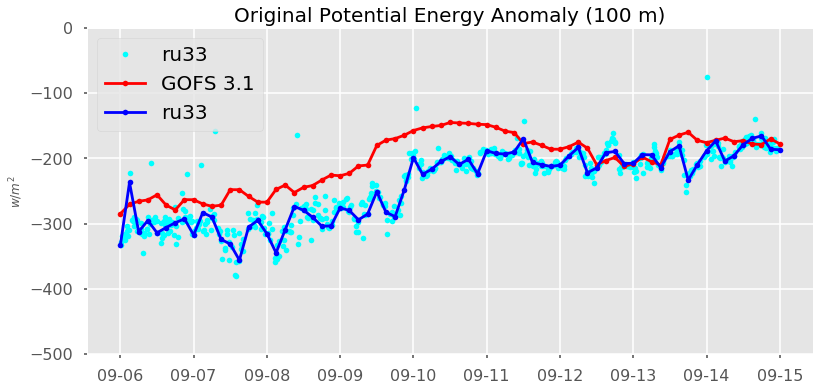 Original Potential Energy Anomaly (100 m)
0
−100
−200
−300
−400
−500
w/m²
ru33
GOFS 3.1
ru33
09-06 09-07 09-08 09-09 09-10 09-11 09-12 09-13 09-14 09-15